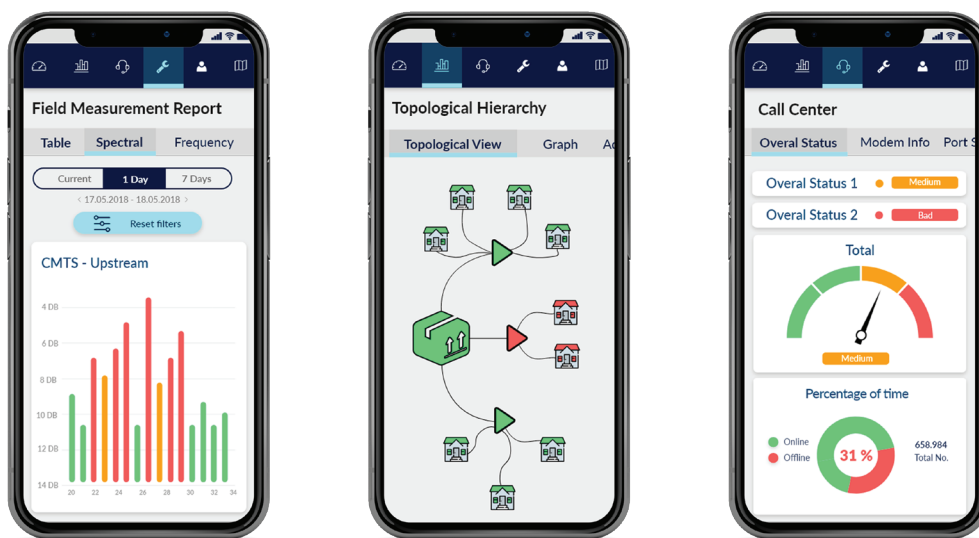 Field Measurement Report
Table Spectral Frequency
Current 1 Day 7 Days
< 17.05.2018 - 18.05.2018 >
Reset filters
CMTS - Upstream
4 DB
6 DB
8 DB
10 DB
12 DB
14 DB
20 22 24 26 28 30 32 34
Topological Hierarchy
Topological View Graph Ac
Call Center
Overal Status Modem Info Port S
Overal Status 1 Medium
Overal Status 2 Bad
Total
Medium
Percentage of time
Online
Offline
31 %
658.984
Total No.